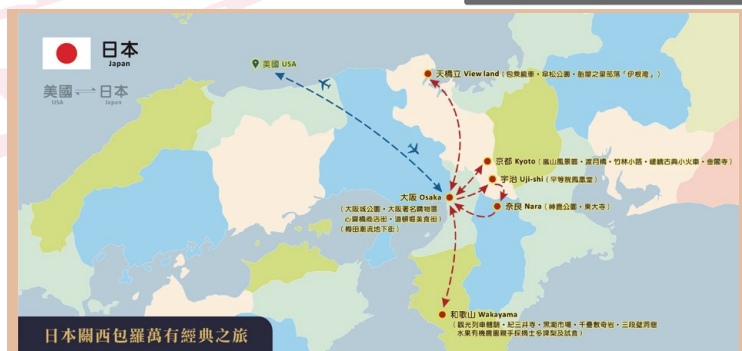 日本
Japan
美國 ⇌ 日本
USA Japan
美國 USA
天橋立 View land（包乘纜車・傘松公園・船屋之里部落「伊根灣」）
京都 Kyoto（嵐山風景區・渡月橋・竹林小路・嵯峨古典小火車・金閣寺）
宇治 Uji-shi（平等院鳳凰堂）
大阪 Osaka
（大阪城公園・大阪著名購物區
心齋橋商店街・道頓堀美食街）
（梅田潮流地下街）
奈良 Nara（神鹿公園・東大寺）
和歌山 Wakayama
（觀光列車體驗・紀三井寺・黑潮市場・千疊敷奇岩・三段壁洞窟
水果有機農園親手採摘士多啤梨及試食）
日本關西包羅萬有經典之旅